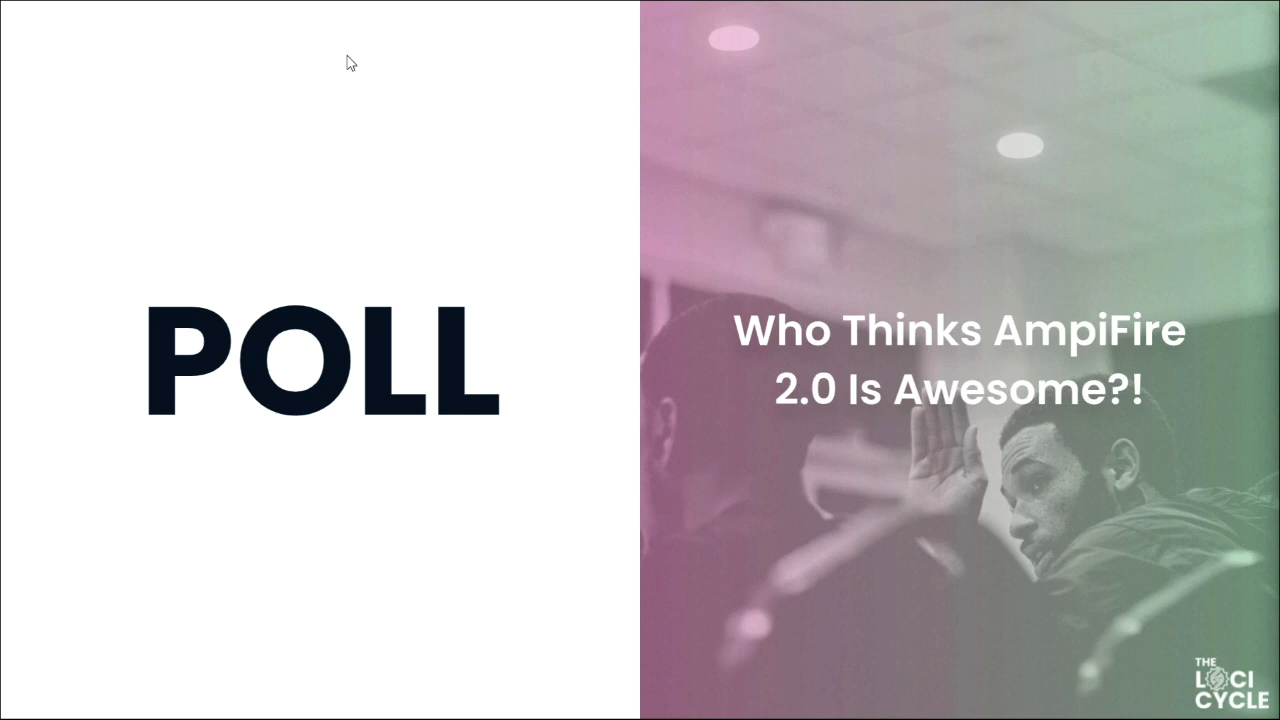 POLL
Who Thinks AmpiFire
2.0 Is Awesome?!
THE
LOCI
CYCLE